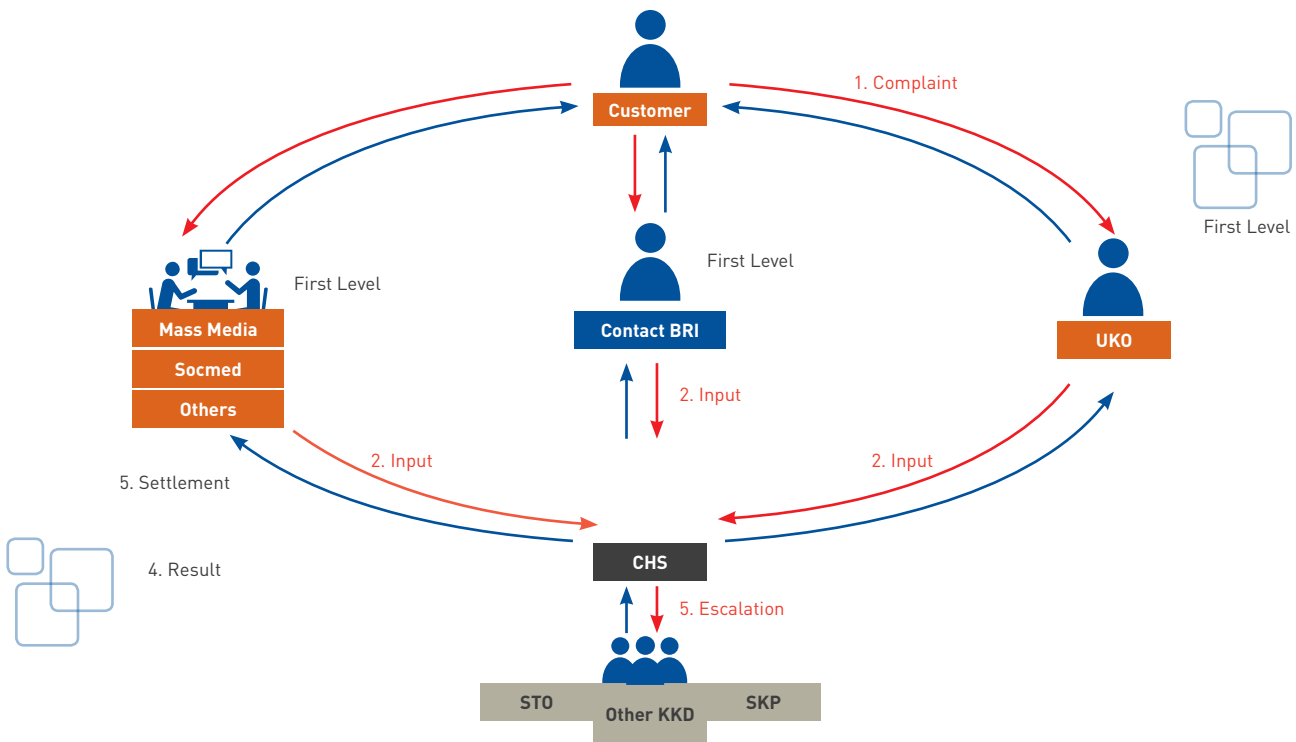 1. Complaint
Customer
First Level
First Level
First Level
Mass Media
Contact BRI
UKO
Socmed
2. Input
Others
2. Input
2. Input
5. Settlement
CHS
4. Result
5. Escalation
STO
Other KKD
SKP